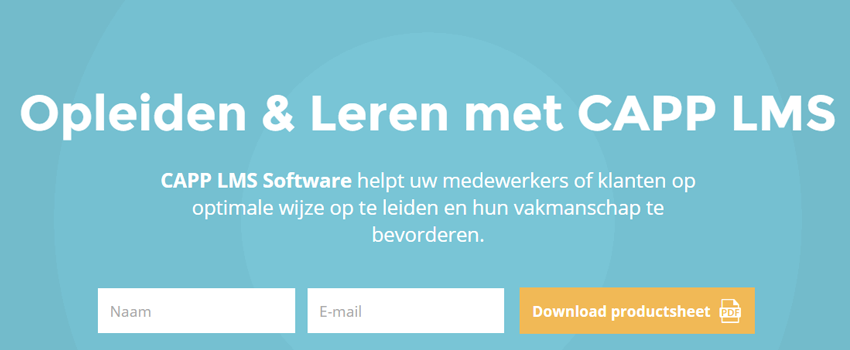 Opleiden & Leren met CAPP LMS
CAPP LMS Software helpt uw medewerkers of klanten op
optimale wijze op te leiden en hun vakmanschap te
bevorderen.
Naam E-mail Download productsheet PDF